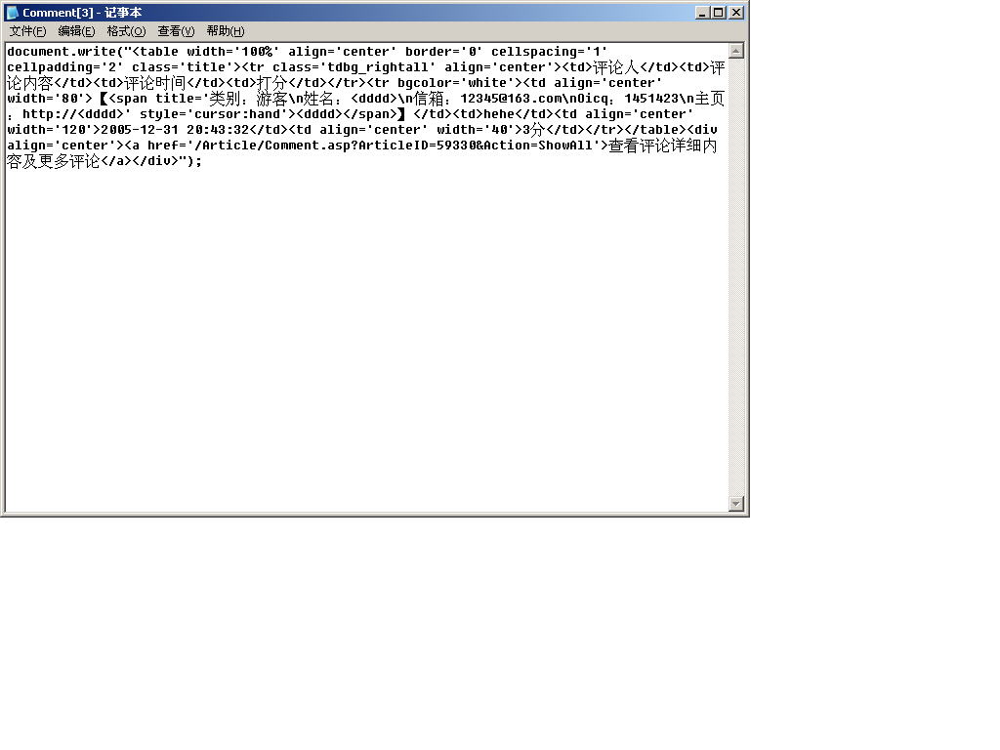 Comment[3] - 记事本
文件(F) 编辑(E) 格式(O) 查看(V) 帮助(H)
document.write("<table width='100%' align='center' border='0' cellspacing='1'
cellpadding='2' class='title'><tr class='tdbg_rightall' align='center'><td>评论人</td><td>评
论内容</td><td>评论时间</td><td>打分</td></tr><tr bgcolor='white'><td align='center'
width='80'>【<span title='类别：游客\n姓名：<dddd>\n信箱：12345@163.com\nOicq：1451423\n主页
：http://<dddd>' style='cursor:hand'><dddd></span>】</td><td>hehe</td><td align='center'
width='120'>2005-12-31 20:43:32</td><td align='center' width='40'>3分</td></tr></table><div
align='center'><a href='/Article/Comment.asp?ArticleID=59330&Action=ShowAll'>查看评论详细内
容及更多评论</a></div>");